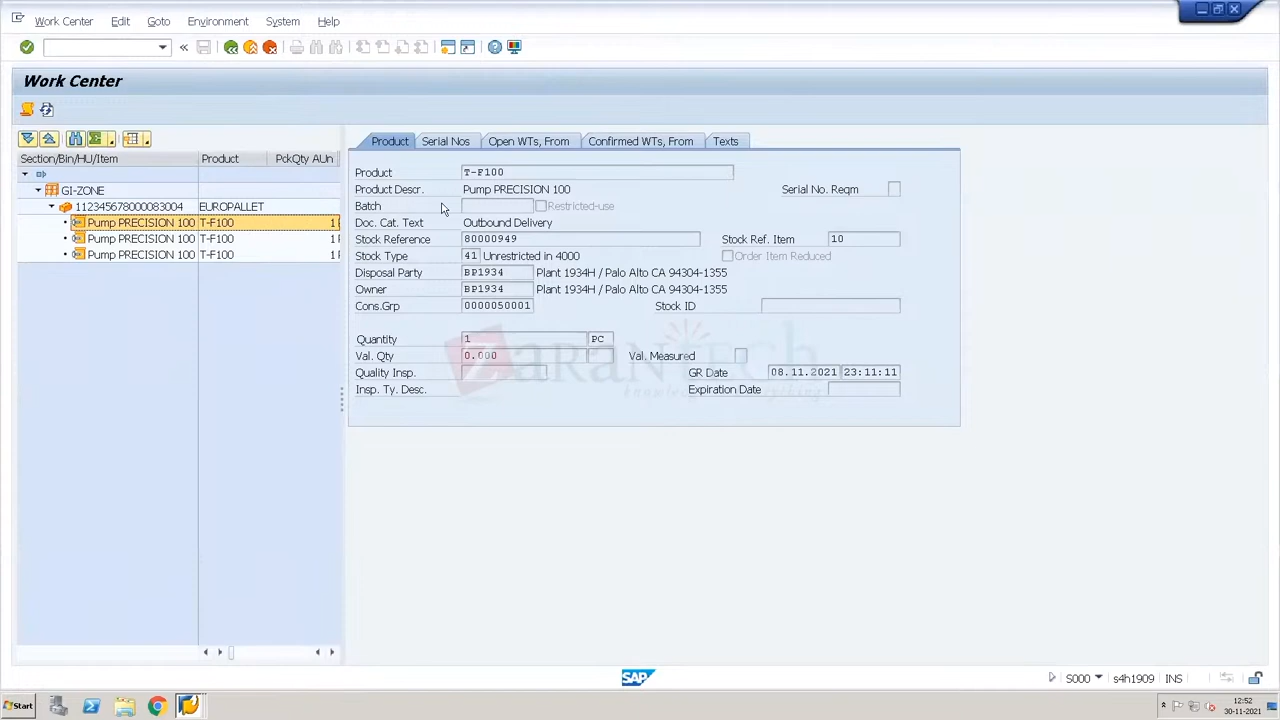 Work Center Edit Goto Environment System Help
Work Center
Product Serial Nos Open WTs, From Confirmed WTs, From Texts
Section/Bin/HU/Item Product PckQty AUn
GI-ZONE
112345678000083004 EUROPALLET
Pump PRECISION 100 T-F100 1
Pump PRECISION 100 T-F100 1
Pump PRECISION 100 T-F100 1
Product T-F100
Product Descr. Pump PRECISION 100 Serial No. Reqm
Batch Restricted-use
Doc. Cat. Text Outbound Delivery
Stock Reference 80000949 Stock Ref. Item 10
Stock Type 41 Unrestricted in 4000 Order Item Reduced
Disposal Party BP1934 Plant 1934H / Palo Alto CA 94304-1355
Owner BP1934 Plant 1934H / Palo Alto CA 94304-1355
Cons.Grp 0000050001 Stock ID
Quantity 1 PC
Val. Qty 0.000 Val. Measured
Quality Insp. GR Date 08.11.2021 23:11:11
Insp. Ty. Desc. Expiration Date
ZARANTECH
SAP
S000 s4h1909 INS
Start 12:52
30-11-2021